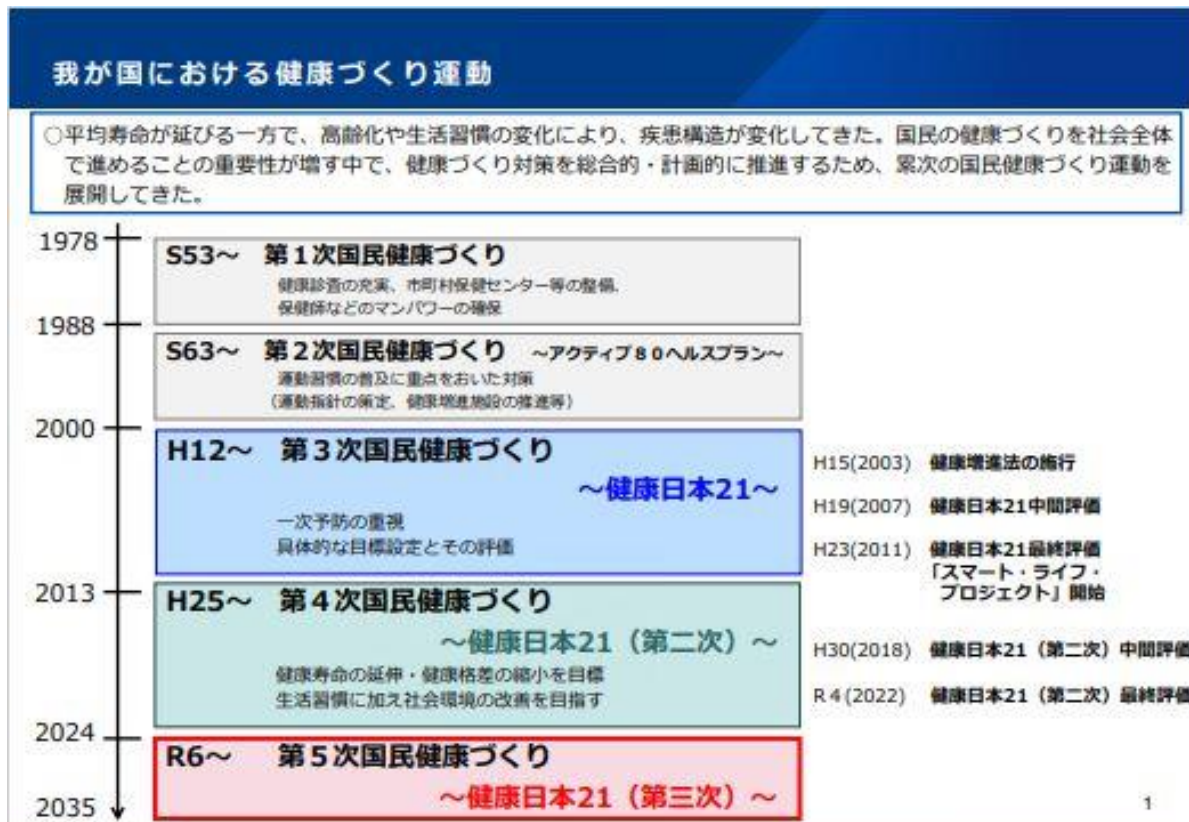 我が国における健康づくり運動
○平均寿命が延びる一方で、高齢化や生活習慣の変化により、疾患構造が変化してきた。国民の健康づくりを社会全体
で進めることの重要性が増す中で、健康づくり対策を総合的・計画的に推進するため、累次の国民健康づくり運動を
展開してきた。
1978
S53～ 第１次国民健康づくり
健康診査の充実、市町村保健センター等の整備、
保健師などのマンパワーの確保
1988
S63～ 第２次国民健康づくり ～アクティブ８０ヘルスプラン～
運動習慣の普及に重点をおいた対策
（運動指針の策定、健康増進施設の推進等）
2000
H12～ 第３次国民健康づくり
～健康日本21～
一次予防の重視
具体的な目標設定とその評価
H15(2003) 健康増進法の施行
H19(2007) 健康日本21中間評価
H23(2011) 健康日本21最終評価
「スマート・ライフ・
プロジェクト」開始
2013
H25～ 第４次国民健康づくり
～健康日本21（第二次）～
健康寿命の延伸・健康格差の縮小を目標
生活習慣に加え社会環境の改善を目指す
H30(2018) 健康日本21（第二次）中間評価
R４(2022) 健康日本21（第二次）最終評価
2024
R6～ 第５次国民健康づくり
～健康日本21（第三次）～
2035
1